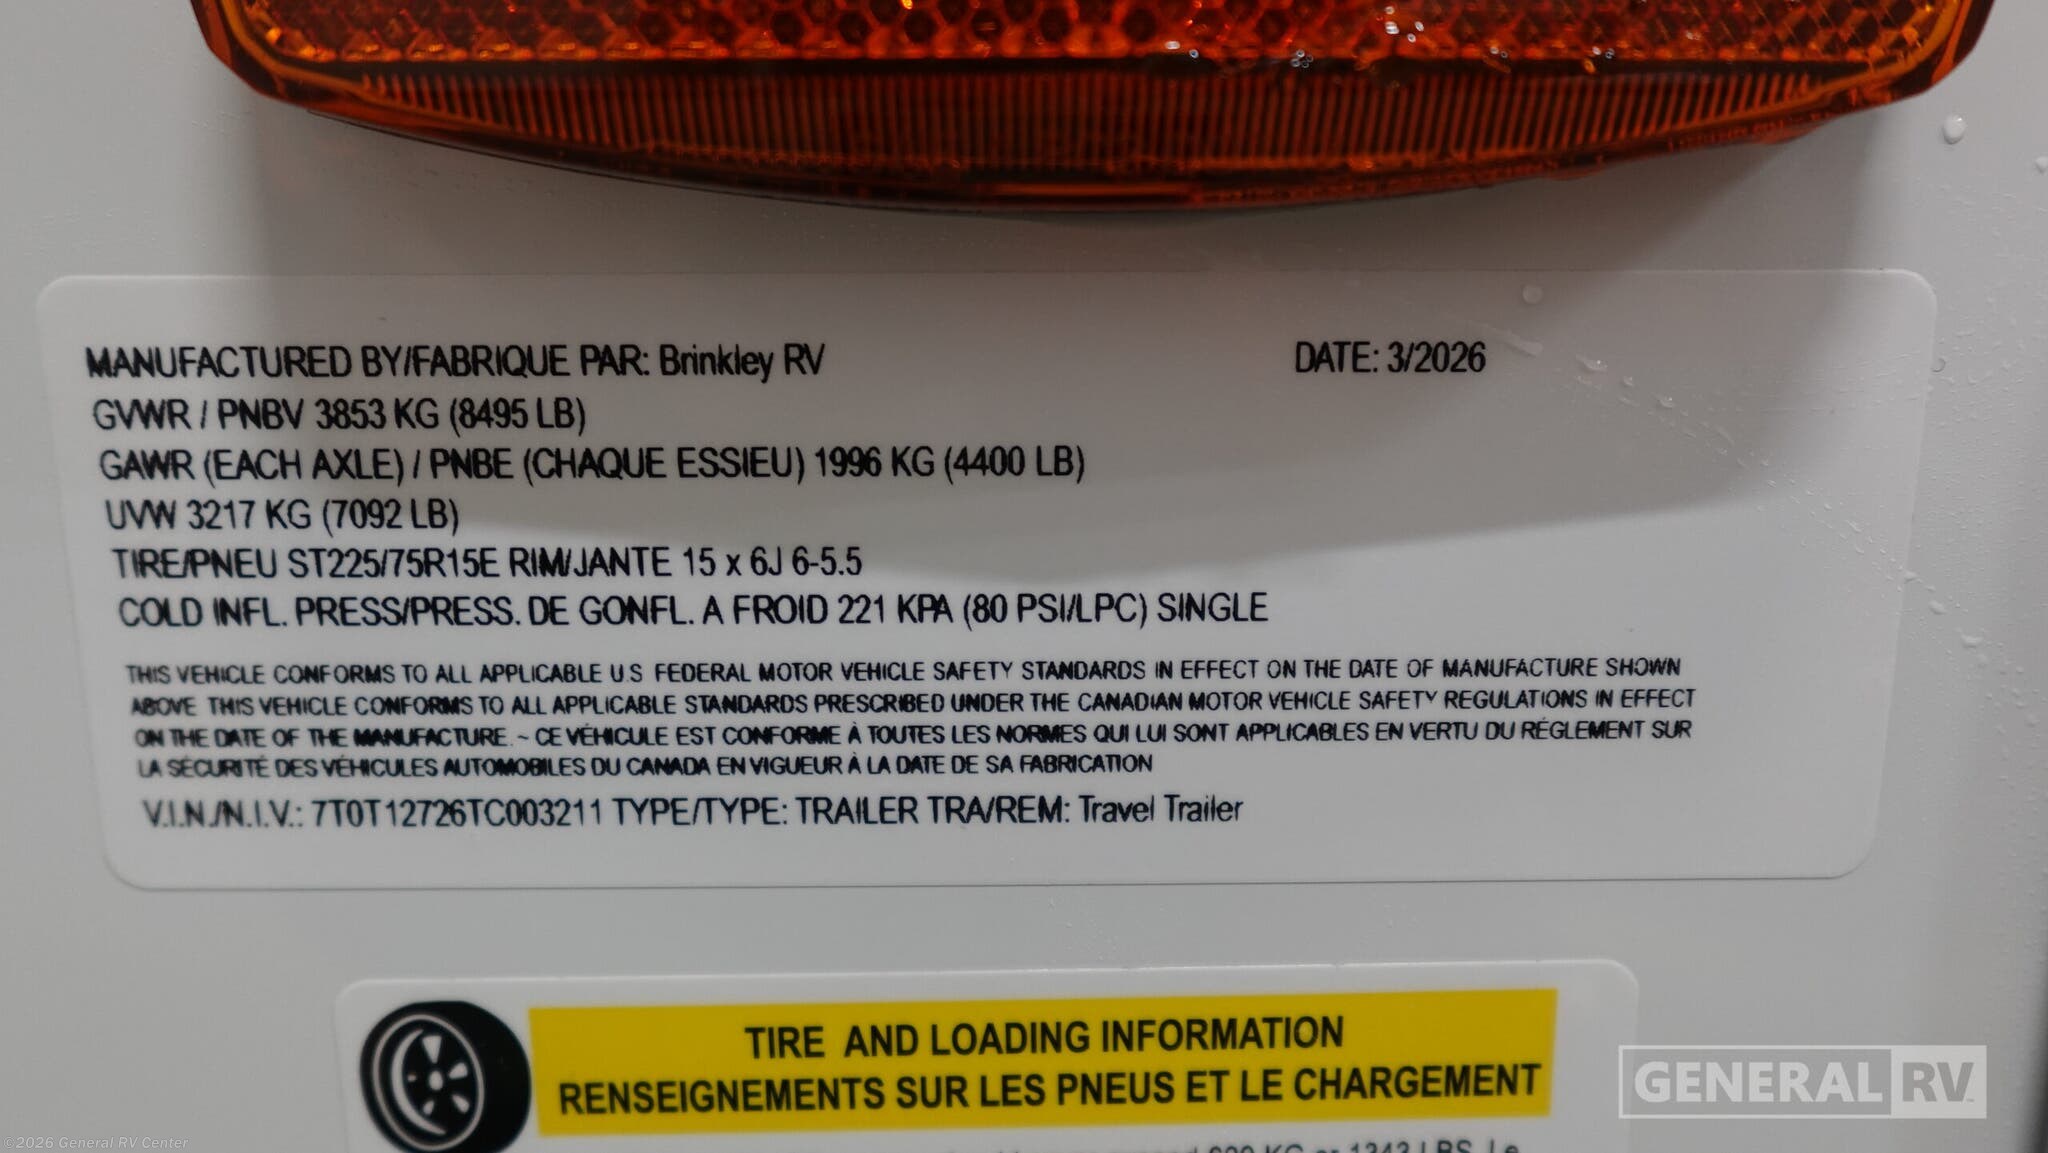 MANUFACTURED BY/FABRIQUE PAR: Brinkley RV DATE: 3/2026
GVWR / PNBV 3853 KG (8495 LB)
GAWR (EACH AXLE) / PNBE (CHAQUE ESSIEU) 1996 KG (4400 LB)
UVW 3217 KG (7092 LB)
TIRE/PNEU ST225/75R15E RIM/JANTE 15 x 6J 6-5.5
COLD INFL. PRESS/PRESS. DE GONFL. A FROID 221 KPA (80 PSI/LPC) SINGLE
THIS VEHICLE CONFORMS TO ALL APPLICABLE U.S FEDERAL MOTOR VEHICLE SAFETY STANDARDS IN EFFECT ON THE DATE OF MANUFACTURE SHOWN
ABOVE THIS VEHICLE CONFORMS TO ALL APPLICABLE STANDARDS PRESCRIBED UNDER THE CANADIAN MOTOR VEHICLE SAFETY REGULATIONS IN EFFECT
ON THE DATE OF THE MANUFACTURE. ~ CE VÉHICULE EST CONFORME À TOUTES LES NORMES QUI LUI SONT APPLICABLES EN VERTU DU RÉGLEMENT SUR
LA SÉCURITÉ DES VÉHICULES AUTOMOBILES DU CANADA EN VIGUEUR À LA DATE DE SA FABRICATION
V.I.N./N.I.V.: 7T0T12726TC003211 TYPE/TYPE: TRAILER TRA/REM: Travel Trailer
TIRE AND LOADING INFORMATION
RENSEIGNEMENTS SUR LES PNEUS ET LE CHARGEMENT
GENERAL RV
©2026 General RV Center